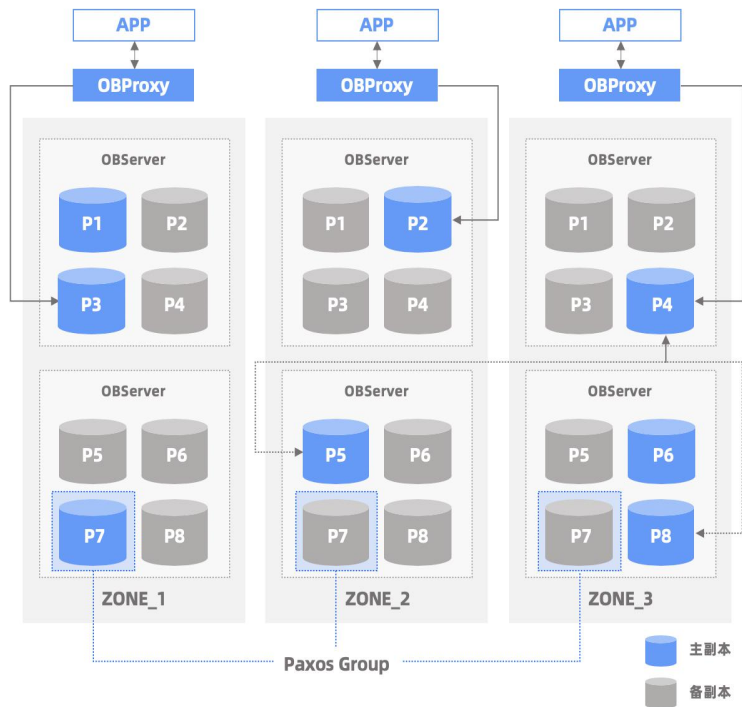 APP
APP
APP
OBProxy
OBProxy
OBProxy
OBServer
P1
P2
P3
P4
OBServer
P5
P6
P7
P8
ZONE_1
OBServer
P1
P2
P3
P4
OBServer
P5
P6
P7
P8
ZONE_2
OBServer
P1
P2
P3
P4
OBServer
P5
P6
P7
P8
ZONE_3
Paxos Group
主副本
备副本